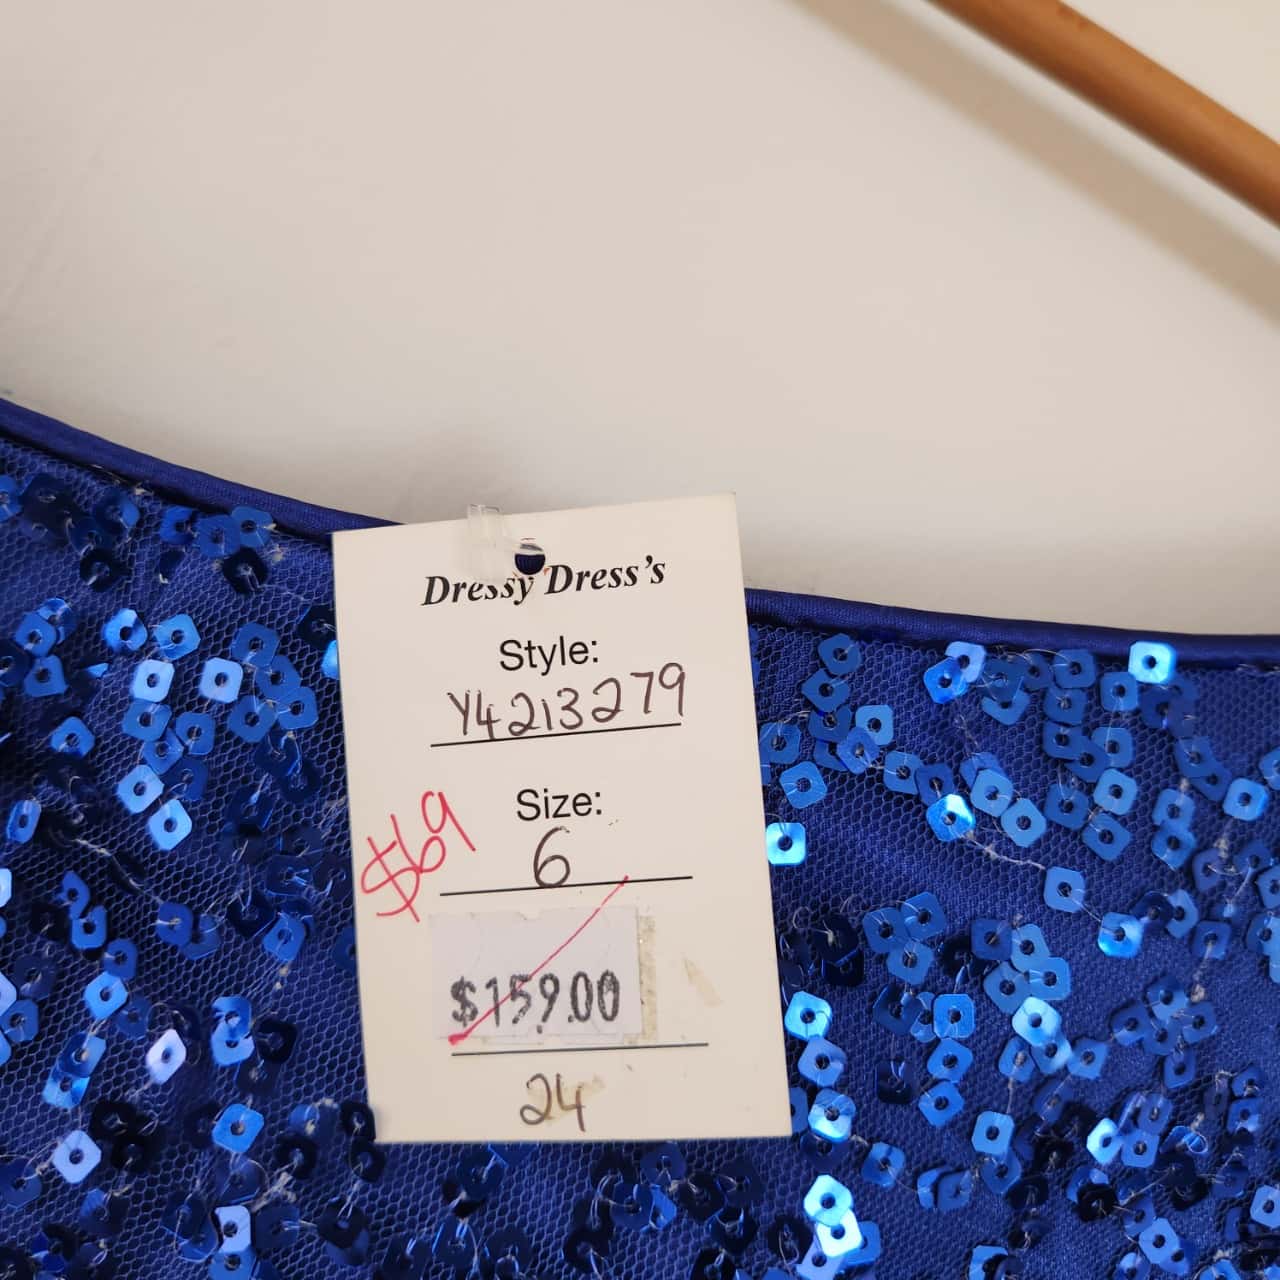 Dressy Dress's
Style:
Y4213279
Size:
6
$69
$159.00
24